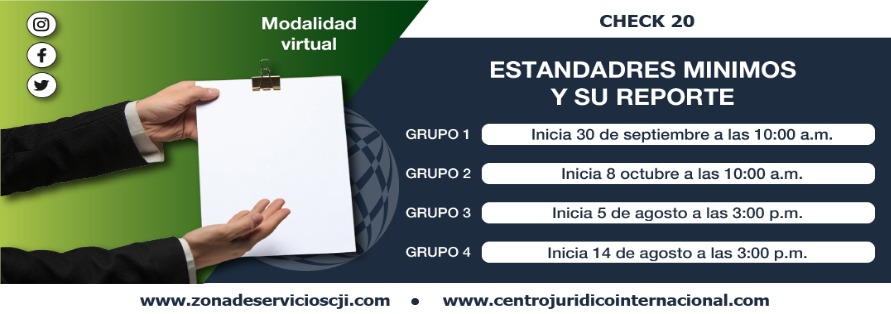 Modalidad
virtual
CHECK 20
ESTANDADRES MINIMOS
Y SU REPORTE
GRUPO 1 Inicia 30 de septiembre a las 10:00 a.m.
GRUPO 2 Inicia 8 octubre a las 10:00 a.m.
GRUPO 3 Inicia 5 de agosto a las 3:00 p.m.
GRUPO 4 Inicia 14 de agosto a las 3:00 p.m.
www.zonadeservicioscji.com • www.centrojuridicointernacional.com